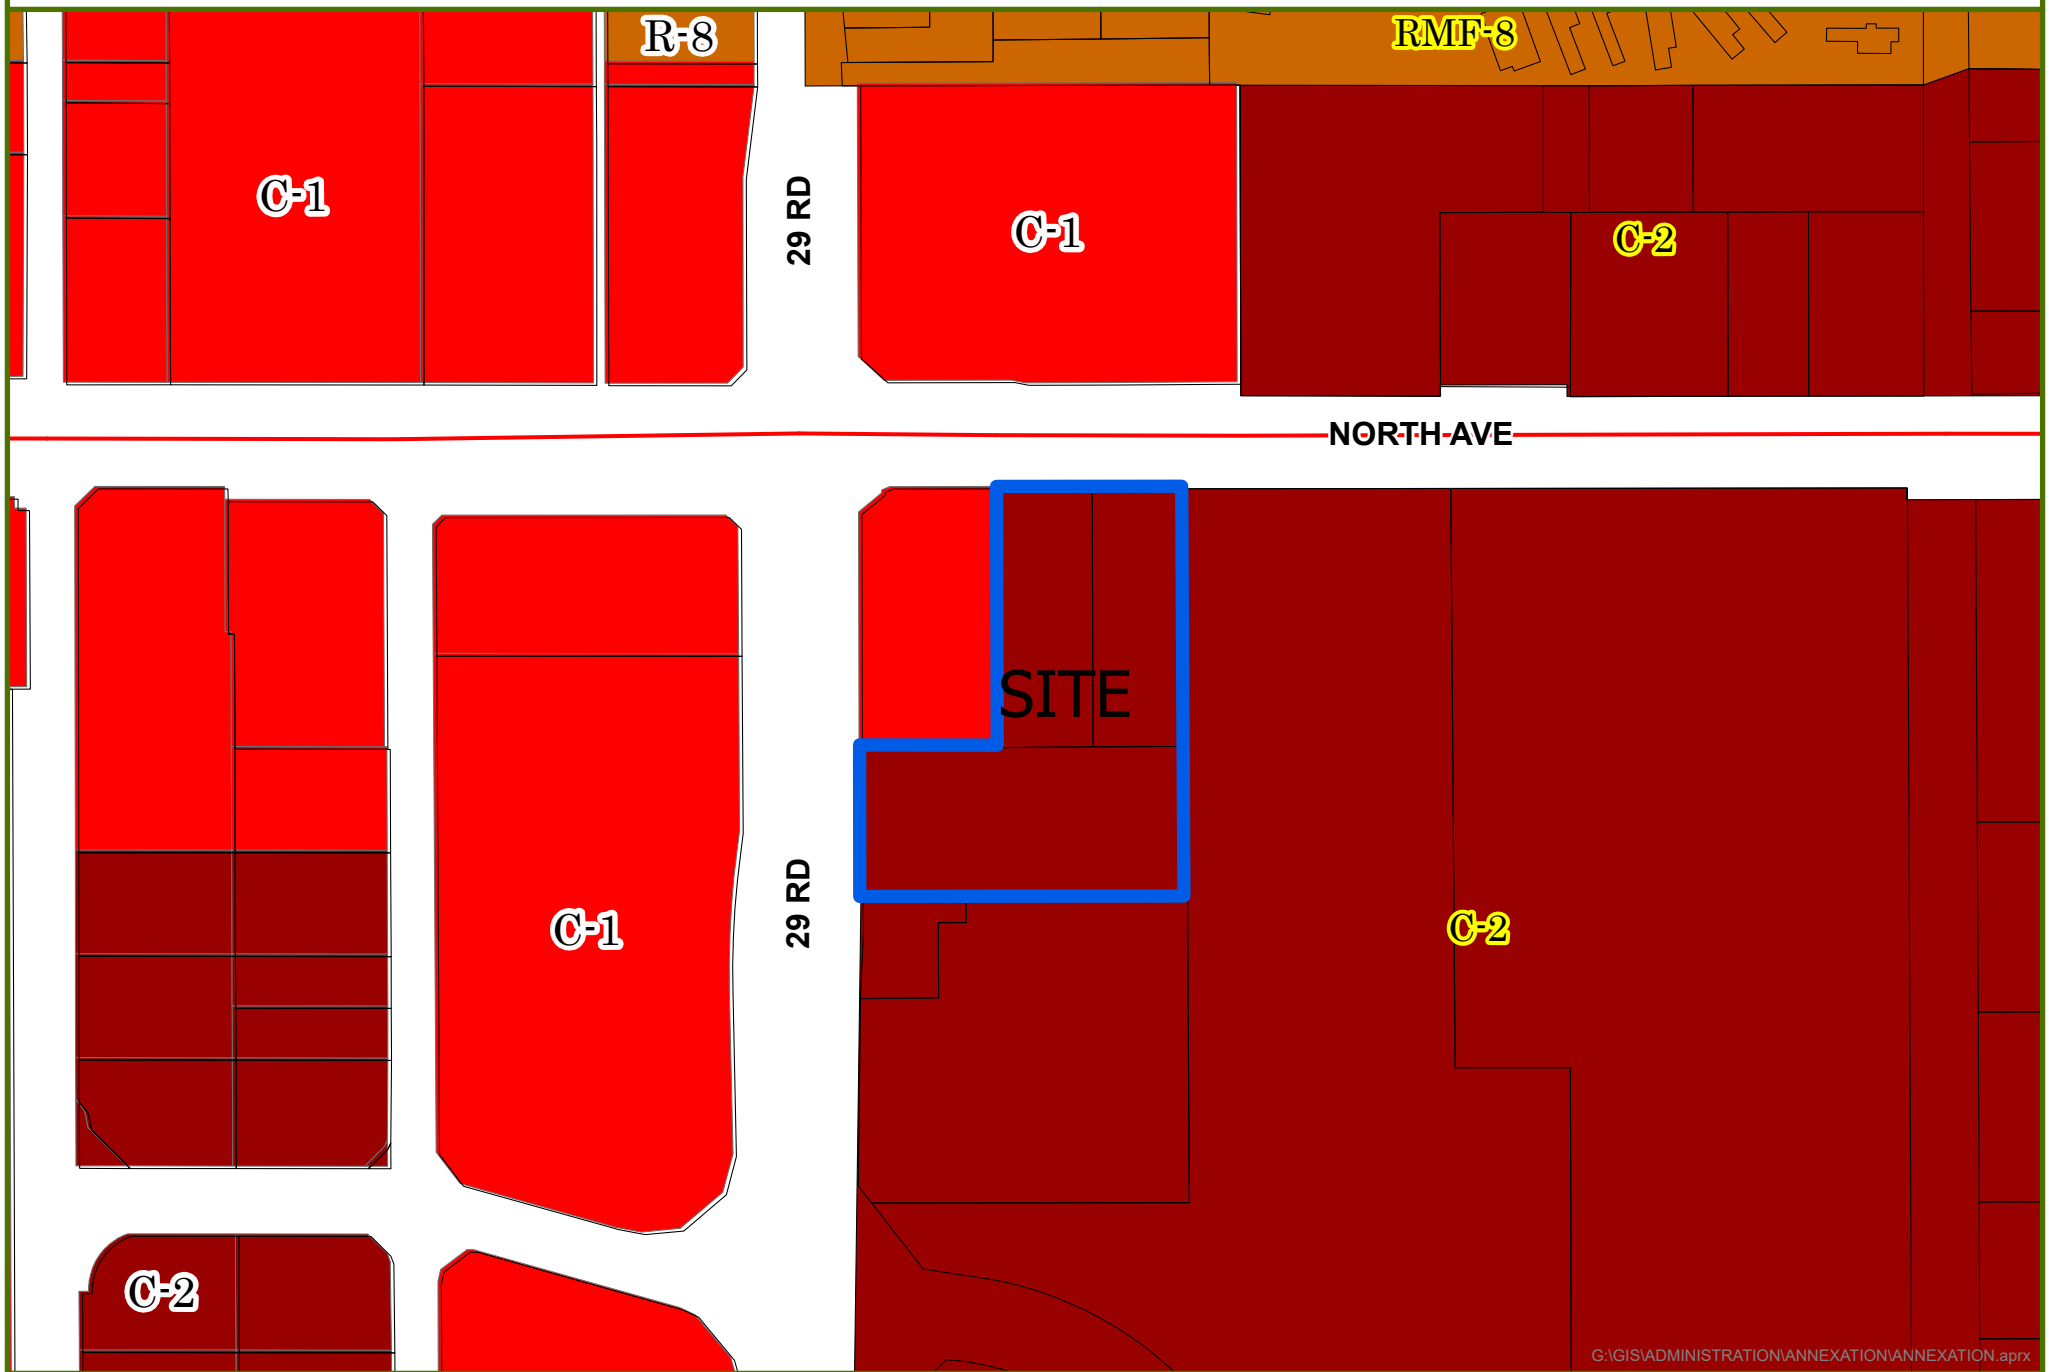 R-8
RMF-8
C-1
29 RD
C-1
C-2
NORTH AVE
SITE
29 RD
C-1
C-2
C-2
G:\GIS\ADMINISTRATION\ANNEXATION\ANNEXATION.aprx